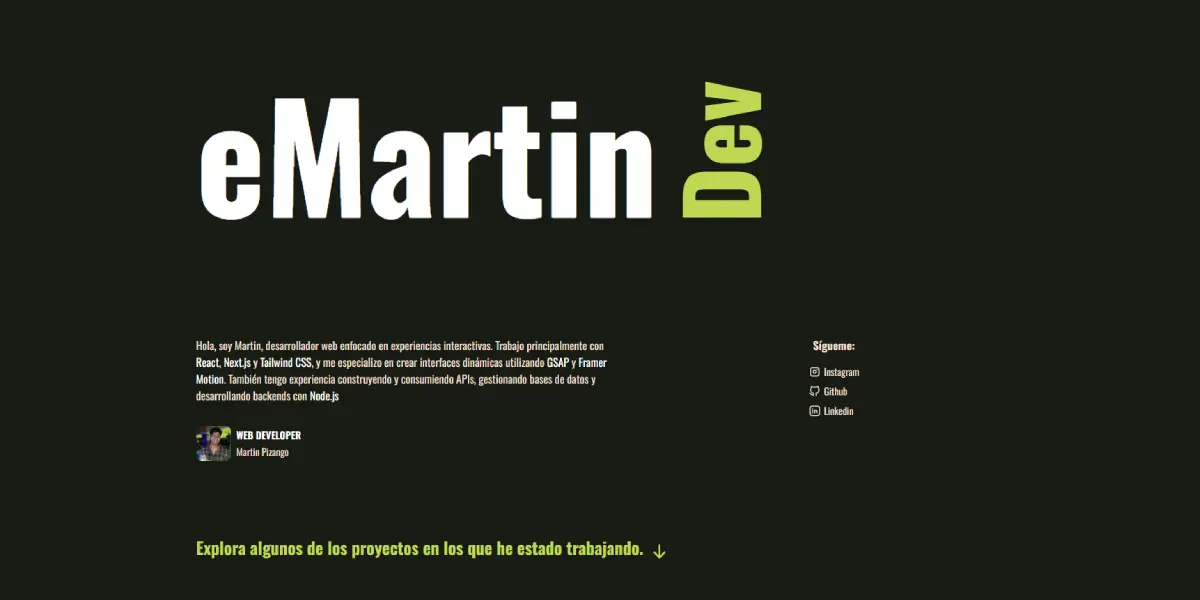 eMartin Dev
Hola, soy Martin, desarrollador web enfocado en experiencias interactivas. Trabajo principalmente con
React, Next.js y Tailwind CSS, y me especializo en crear interfaces dinámicas utilizando GSAP y Framer
Motion. También tengo experiencia construyendo y consumiendo APIs, gestionando bases de datos y
desarrollando backends con Node.js
WEB DEVELOPER
Martin Pizango
Sígueme:
Instagram
Github
Linkedin
Explora algunos de los proyectos en los que he estado trabajando.